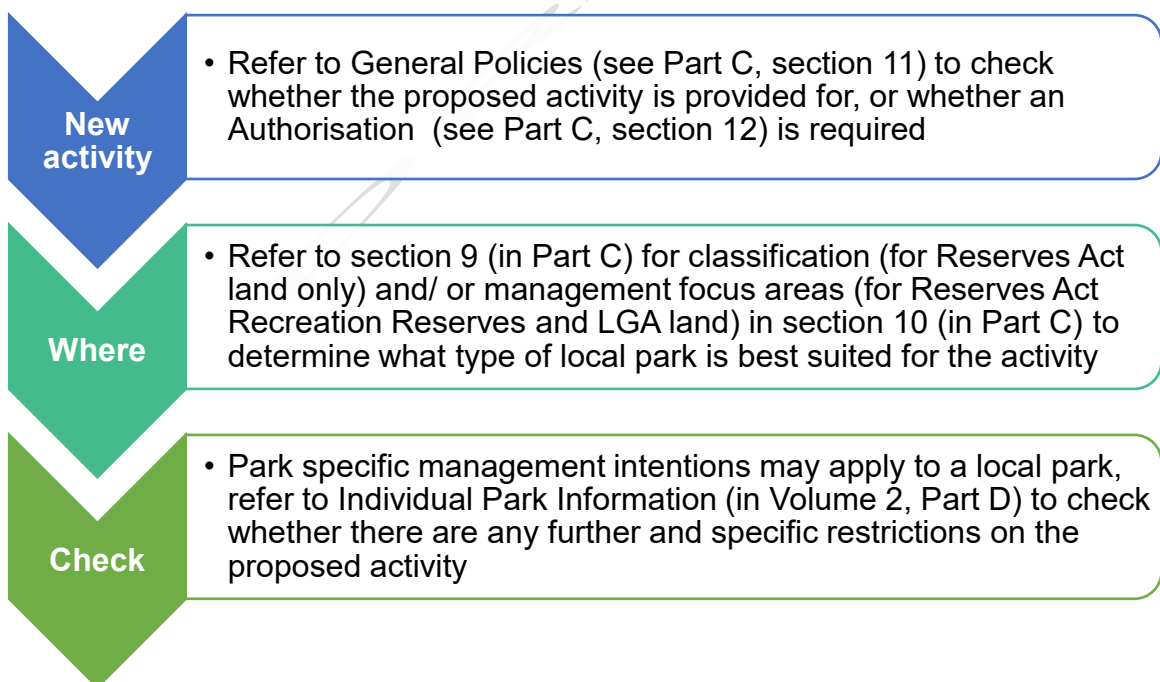 New
activity
• Refer to General Policies (see Part C, section 11) to check
whether the proposed activity is provided for, or whether an
Authorisation (see Part C, section 12) is required
Where
• Refer to section 9 (in Part C) for classification (for Reserves Act
land only) and/ or management focus areas (for Reserves Act
Recreation Reserves and LGA land) in section 10 (in Part C) to
determine what type of local park is best suited for the activity
Check
• Park specific management intentions may apply to a local park,
refer to Individual Park Information (in Volume 2, Part D) to check
whether there are any further and specific restrictions on the
proposed activity